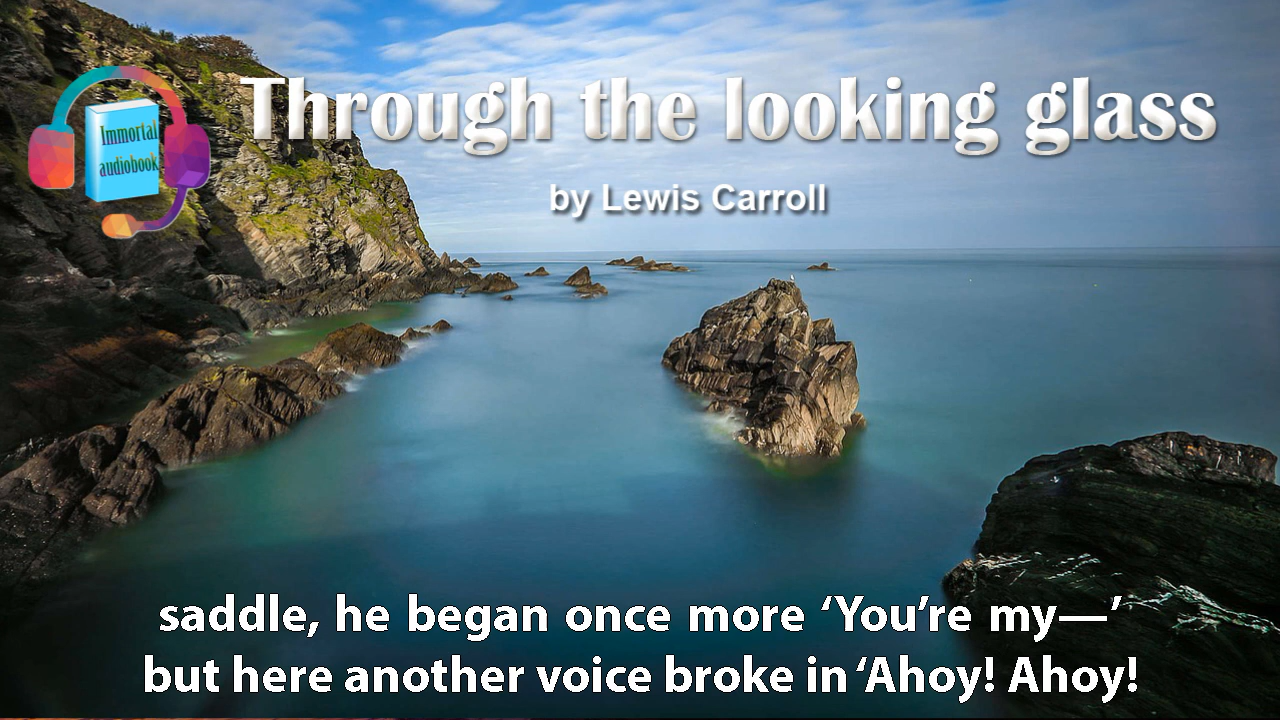 Through the looking glass
Immortal
audiobook
by Lewis Carroll
saddle, he began once more ‘You’re my—’
but here another voice broke in ‘Ahoy! Ahoy!